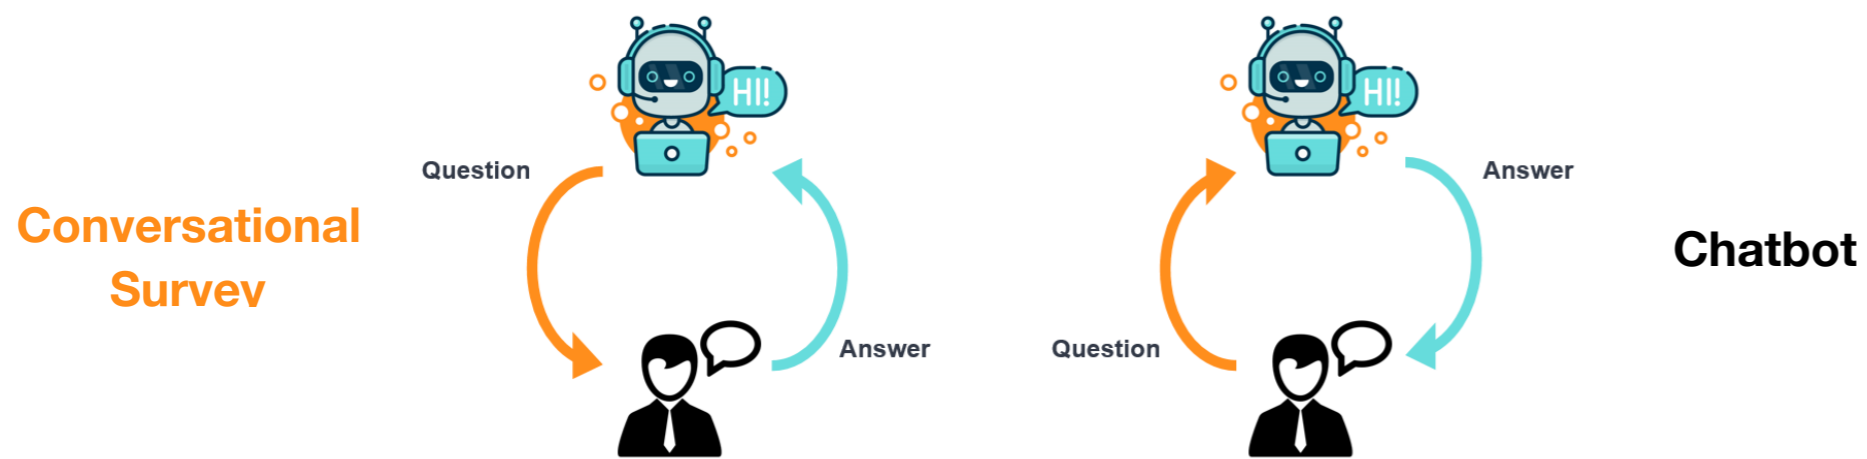 HI!
Question
Answer
Conversational
Survey
HI!
Answer
Question
Chatbot